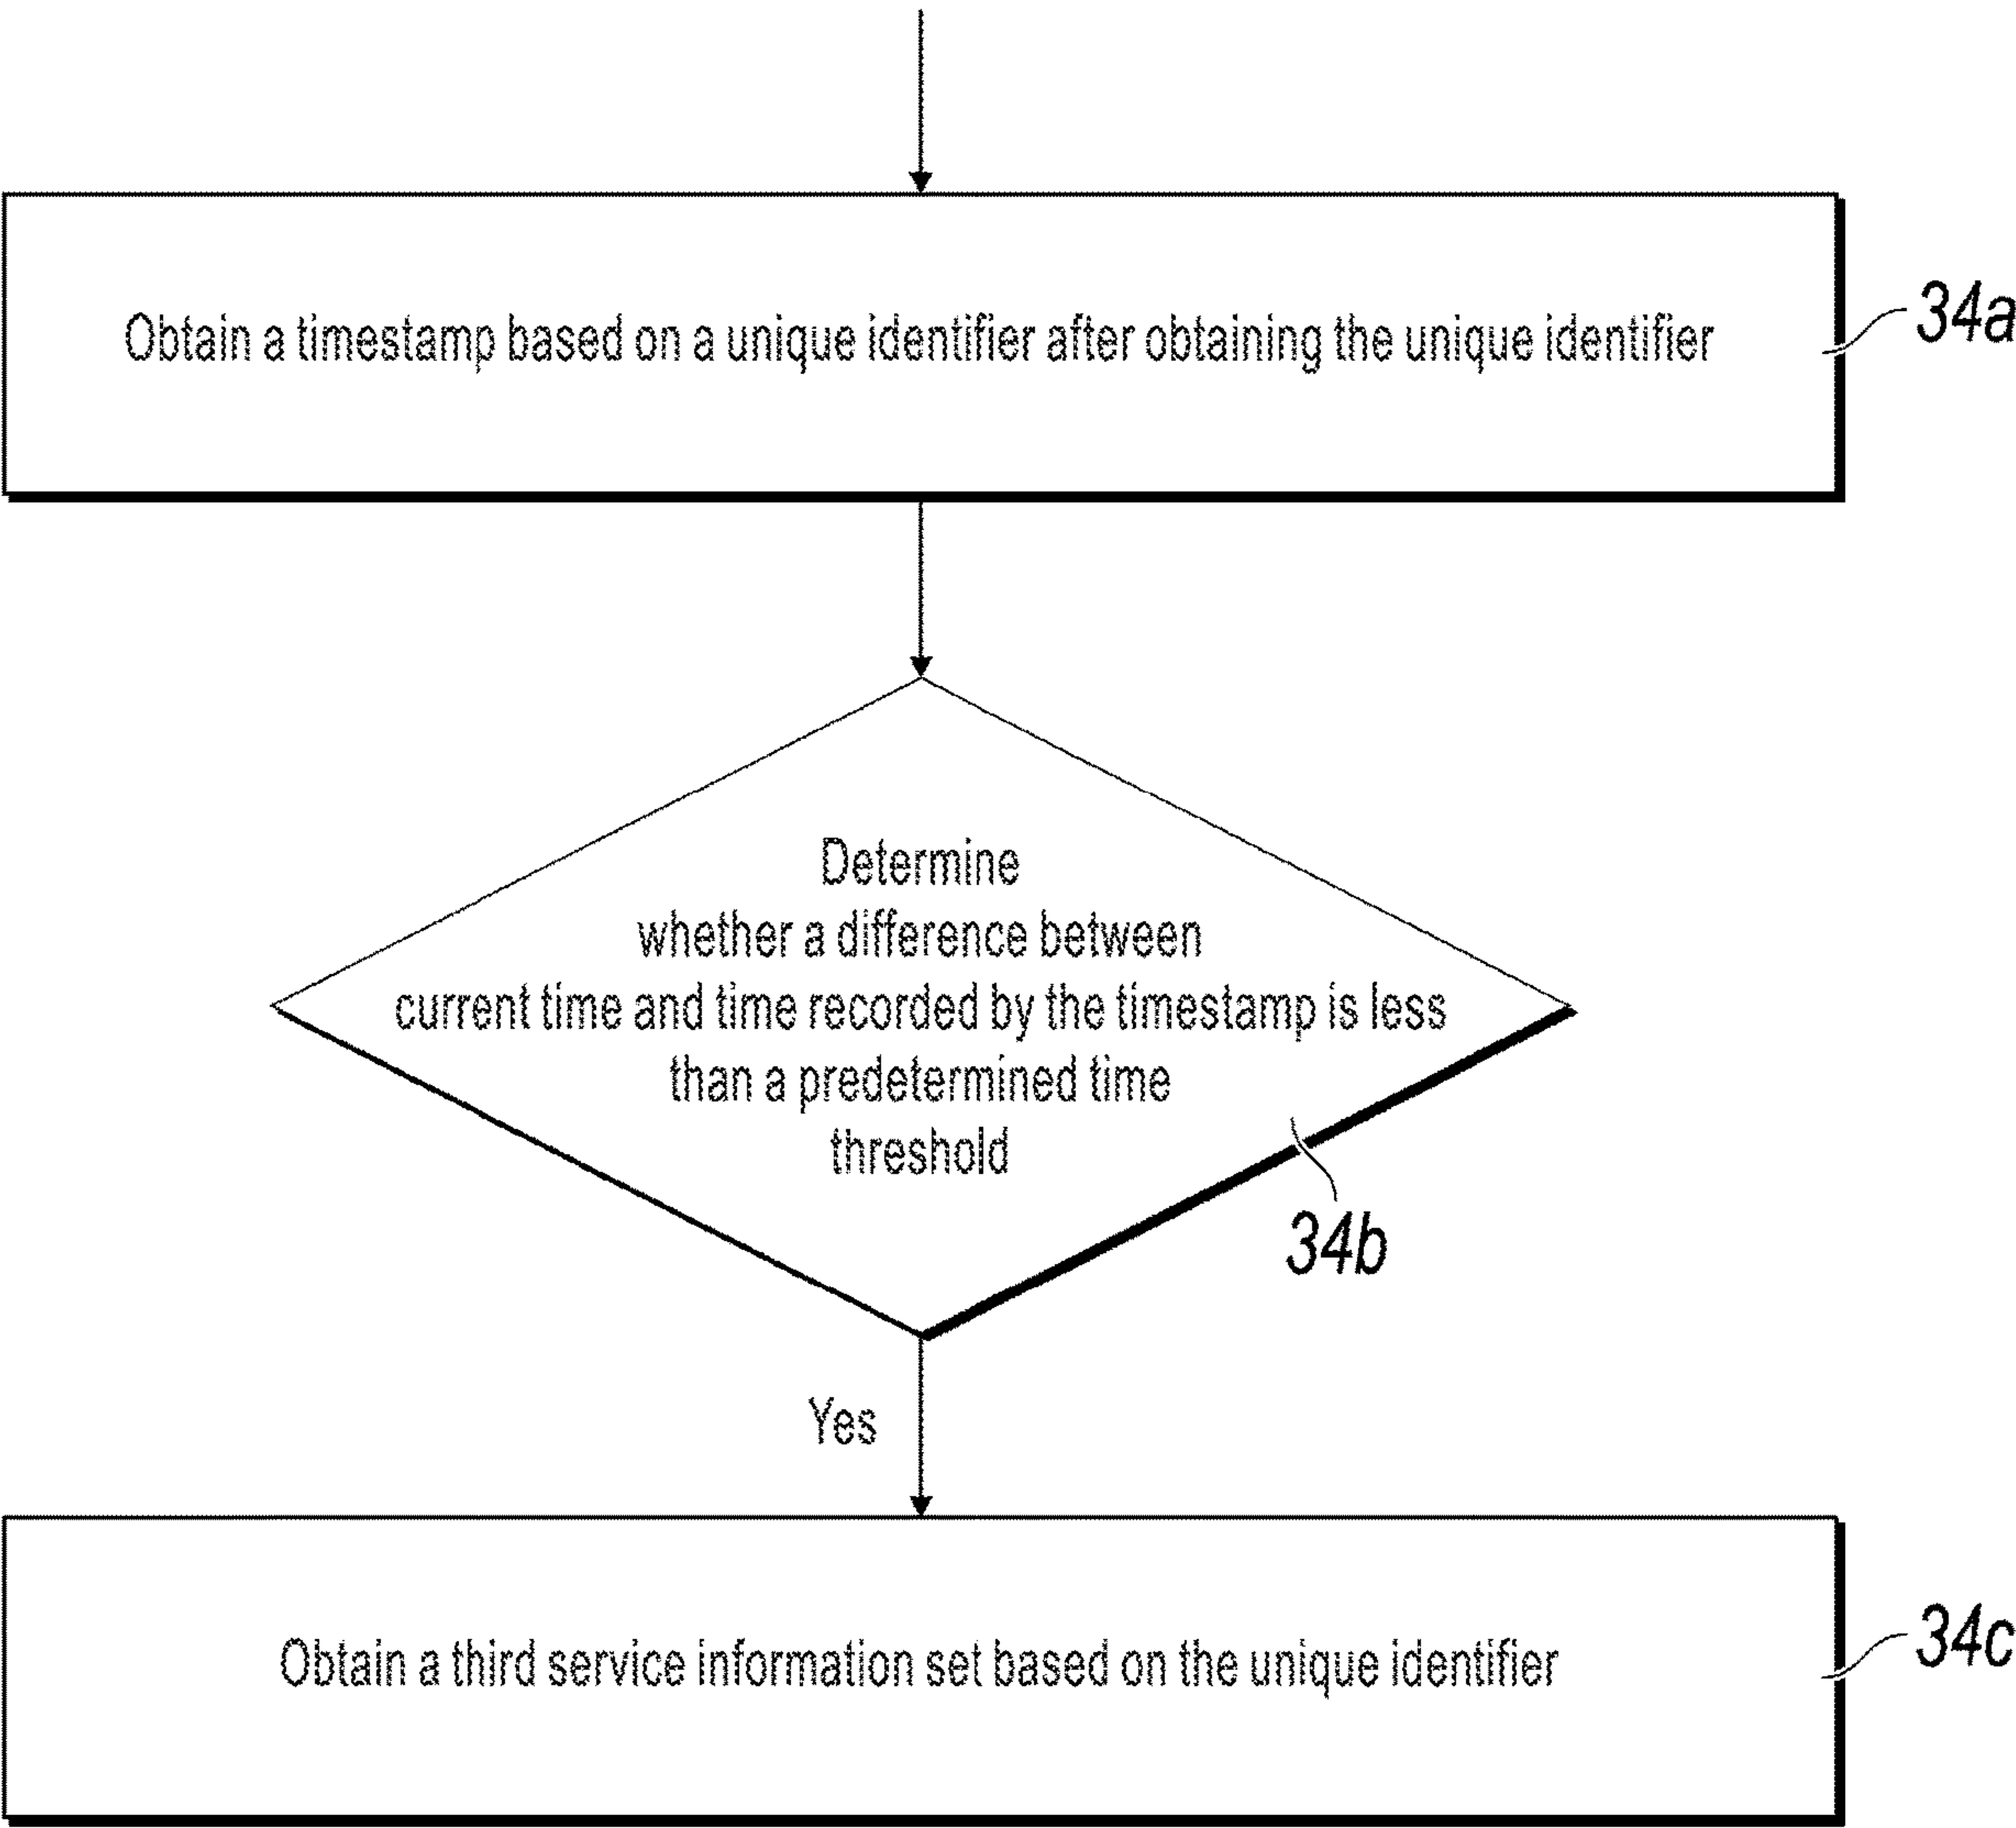 Obtain a timestamp based on a unique identifier after obtaining the unique identifier
34a
Determine
whether a difference between
current time and time recorded by the timestamp is less
than a predetermined time
threshold
34b
Yes
Obtain a third service information set based on the unique identifier
34c